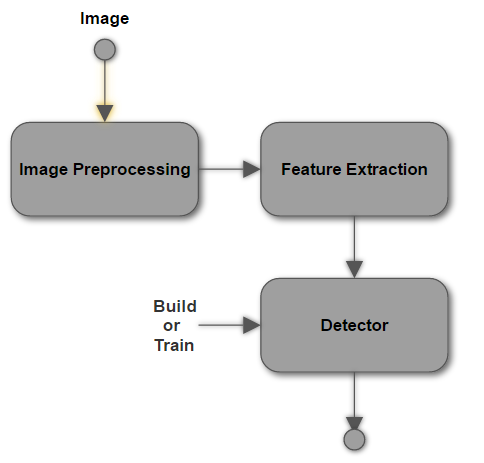 Image
Image Preprocessing
Feature Extraction
Build
or
Train
Detector